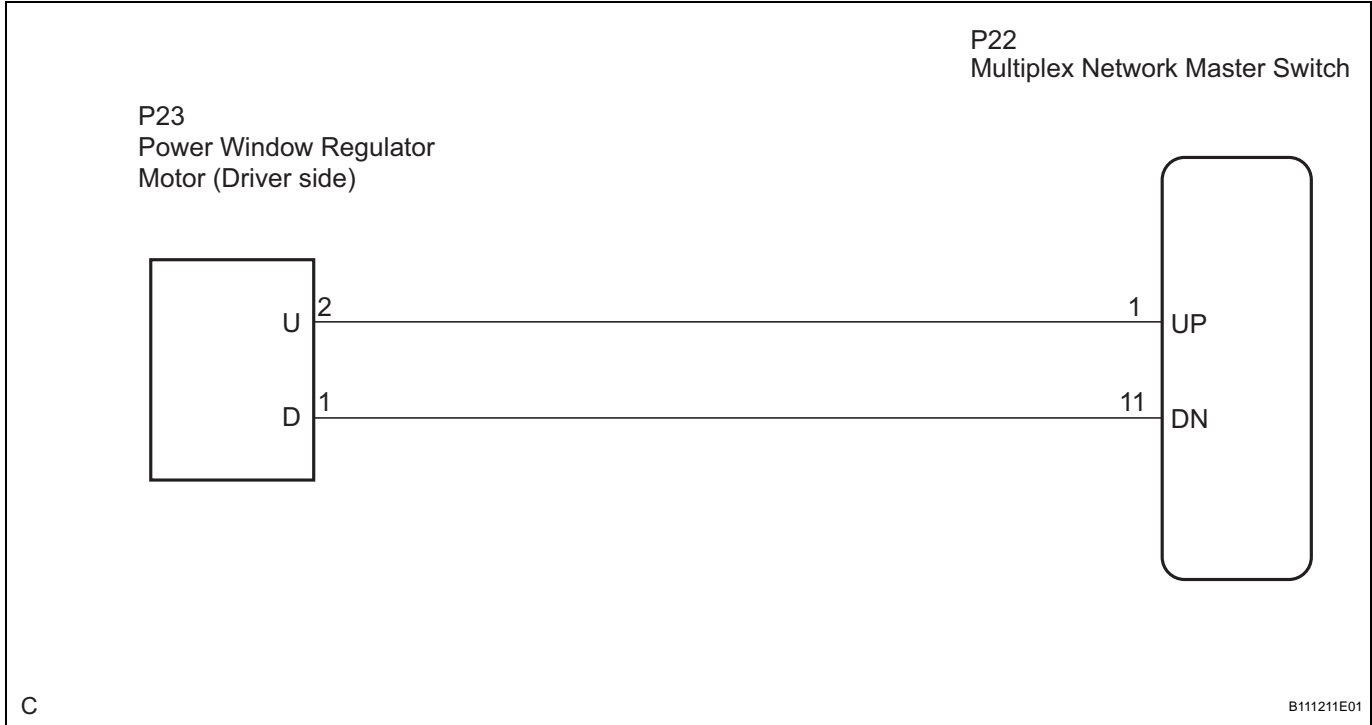 P22
Multiplex Network Master Switch
P23
Power Window Regulator
Motor (Driver side)
U 2 1 UP
D 1 11 DN
C B111211E01